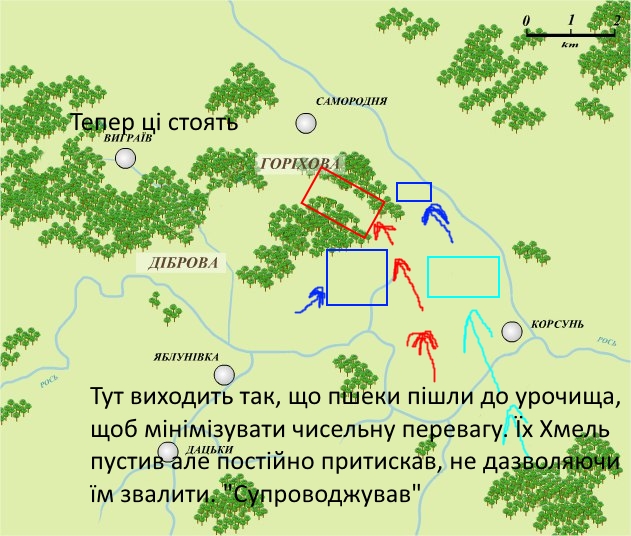 0 1 2
km
САМОРОДНЯ
Тепер ці стоять
ВИГРАЇВ
ГОРІХОВА
ДІБРОВА
КОРСУНЬ
РОСЬ
ЯБЛУНІВКА
РОСЬ
Тут виходить так, що пшеки пішли до урочища,
щоб мінімізувати чисельну перевагу. Їх Хмель
ДАЦЬКИ
пустив але постійно притискав, не дазволяючи
їм звалити. "Супроводжував"